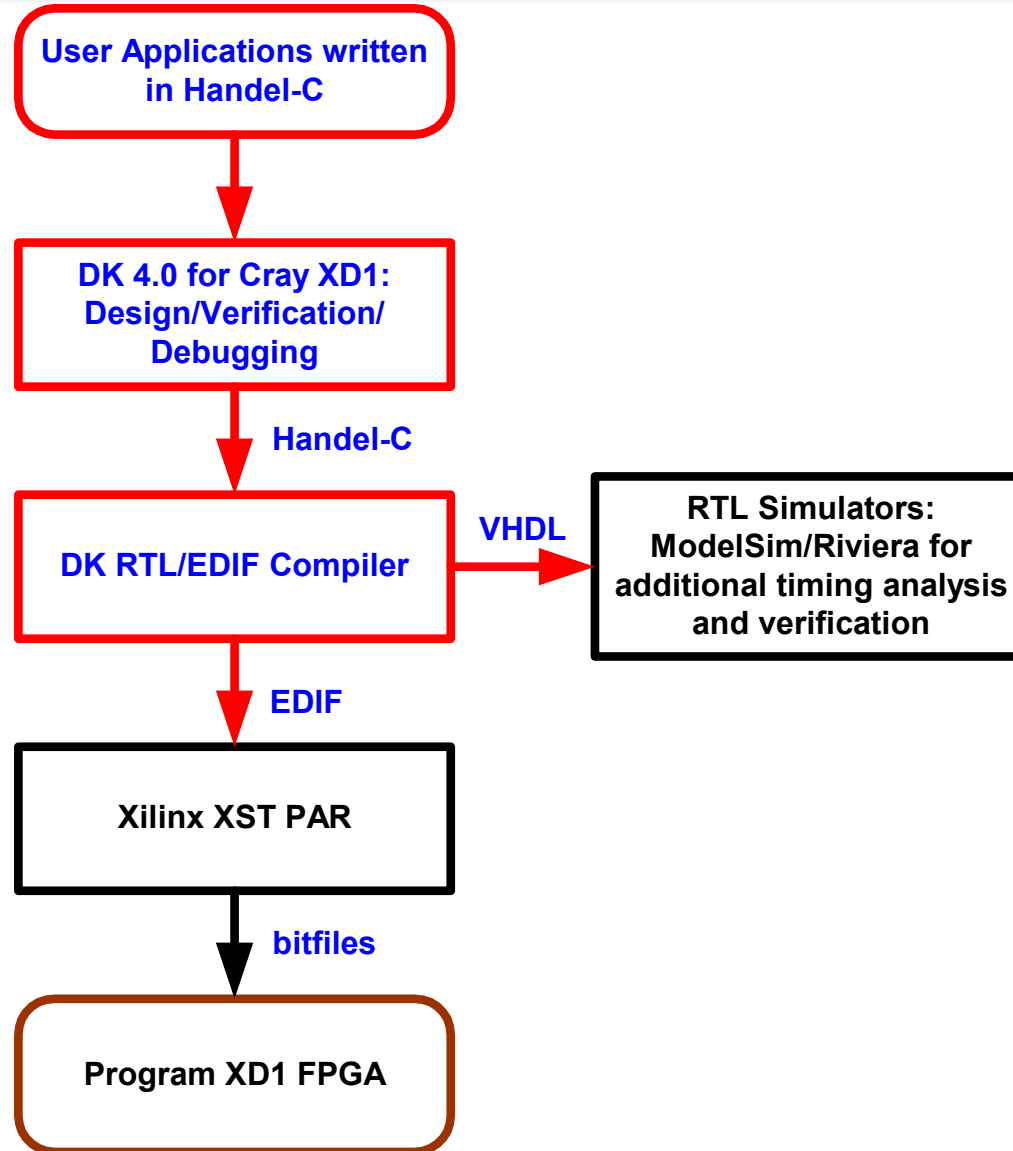 User Applications written
in Handel-C
DK 4.0 for Cray XD1:
Design/Verification/
Debugging
Handel-C
DK RTL/EDIF Compiler
VHDL
RTL Simulators:
ModelSim/Riviera for
additional timing analysis
and verification
EDIF
Xilinx XST PAR
bitfiles
Program XD1 FPGA